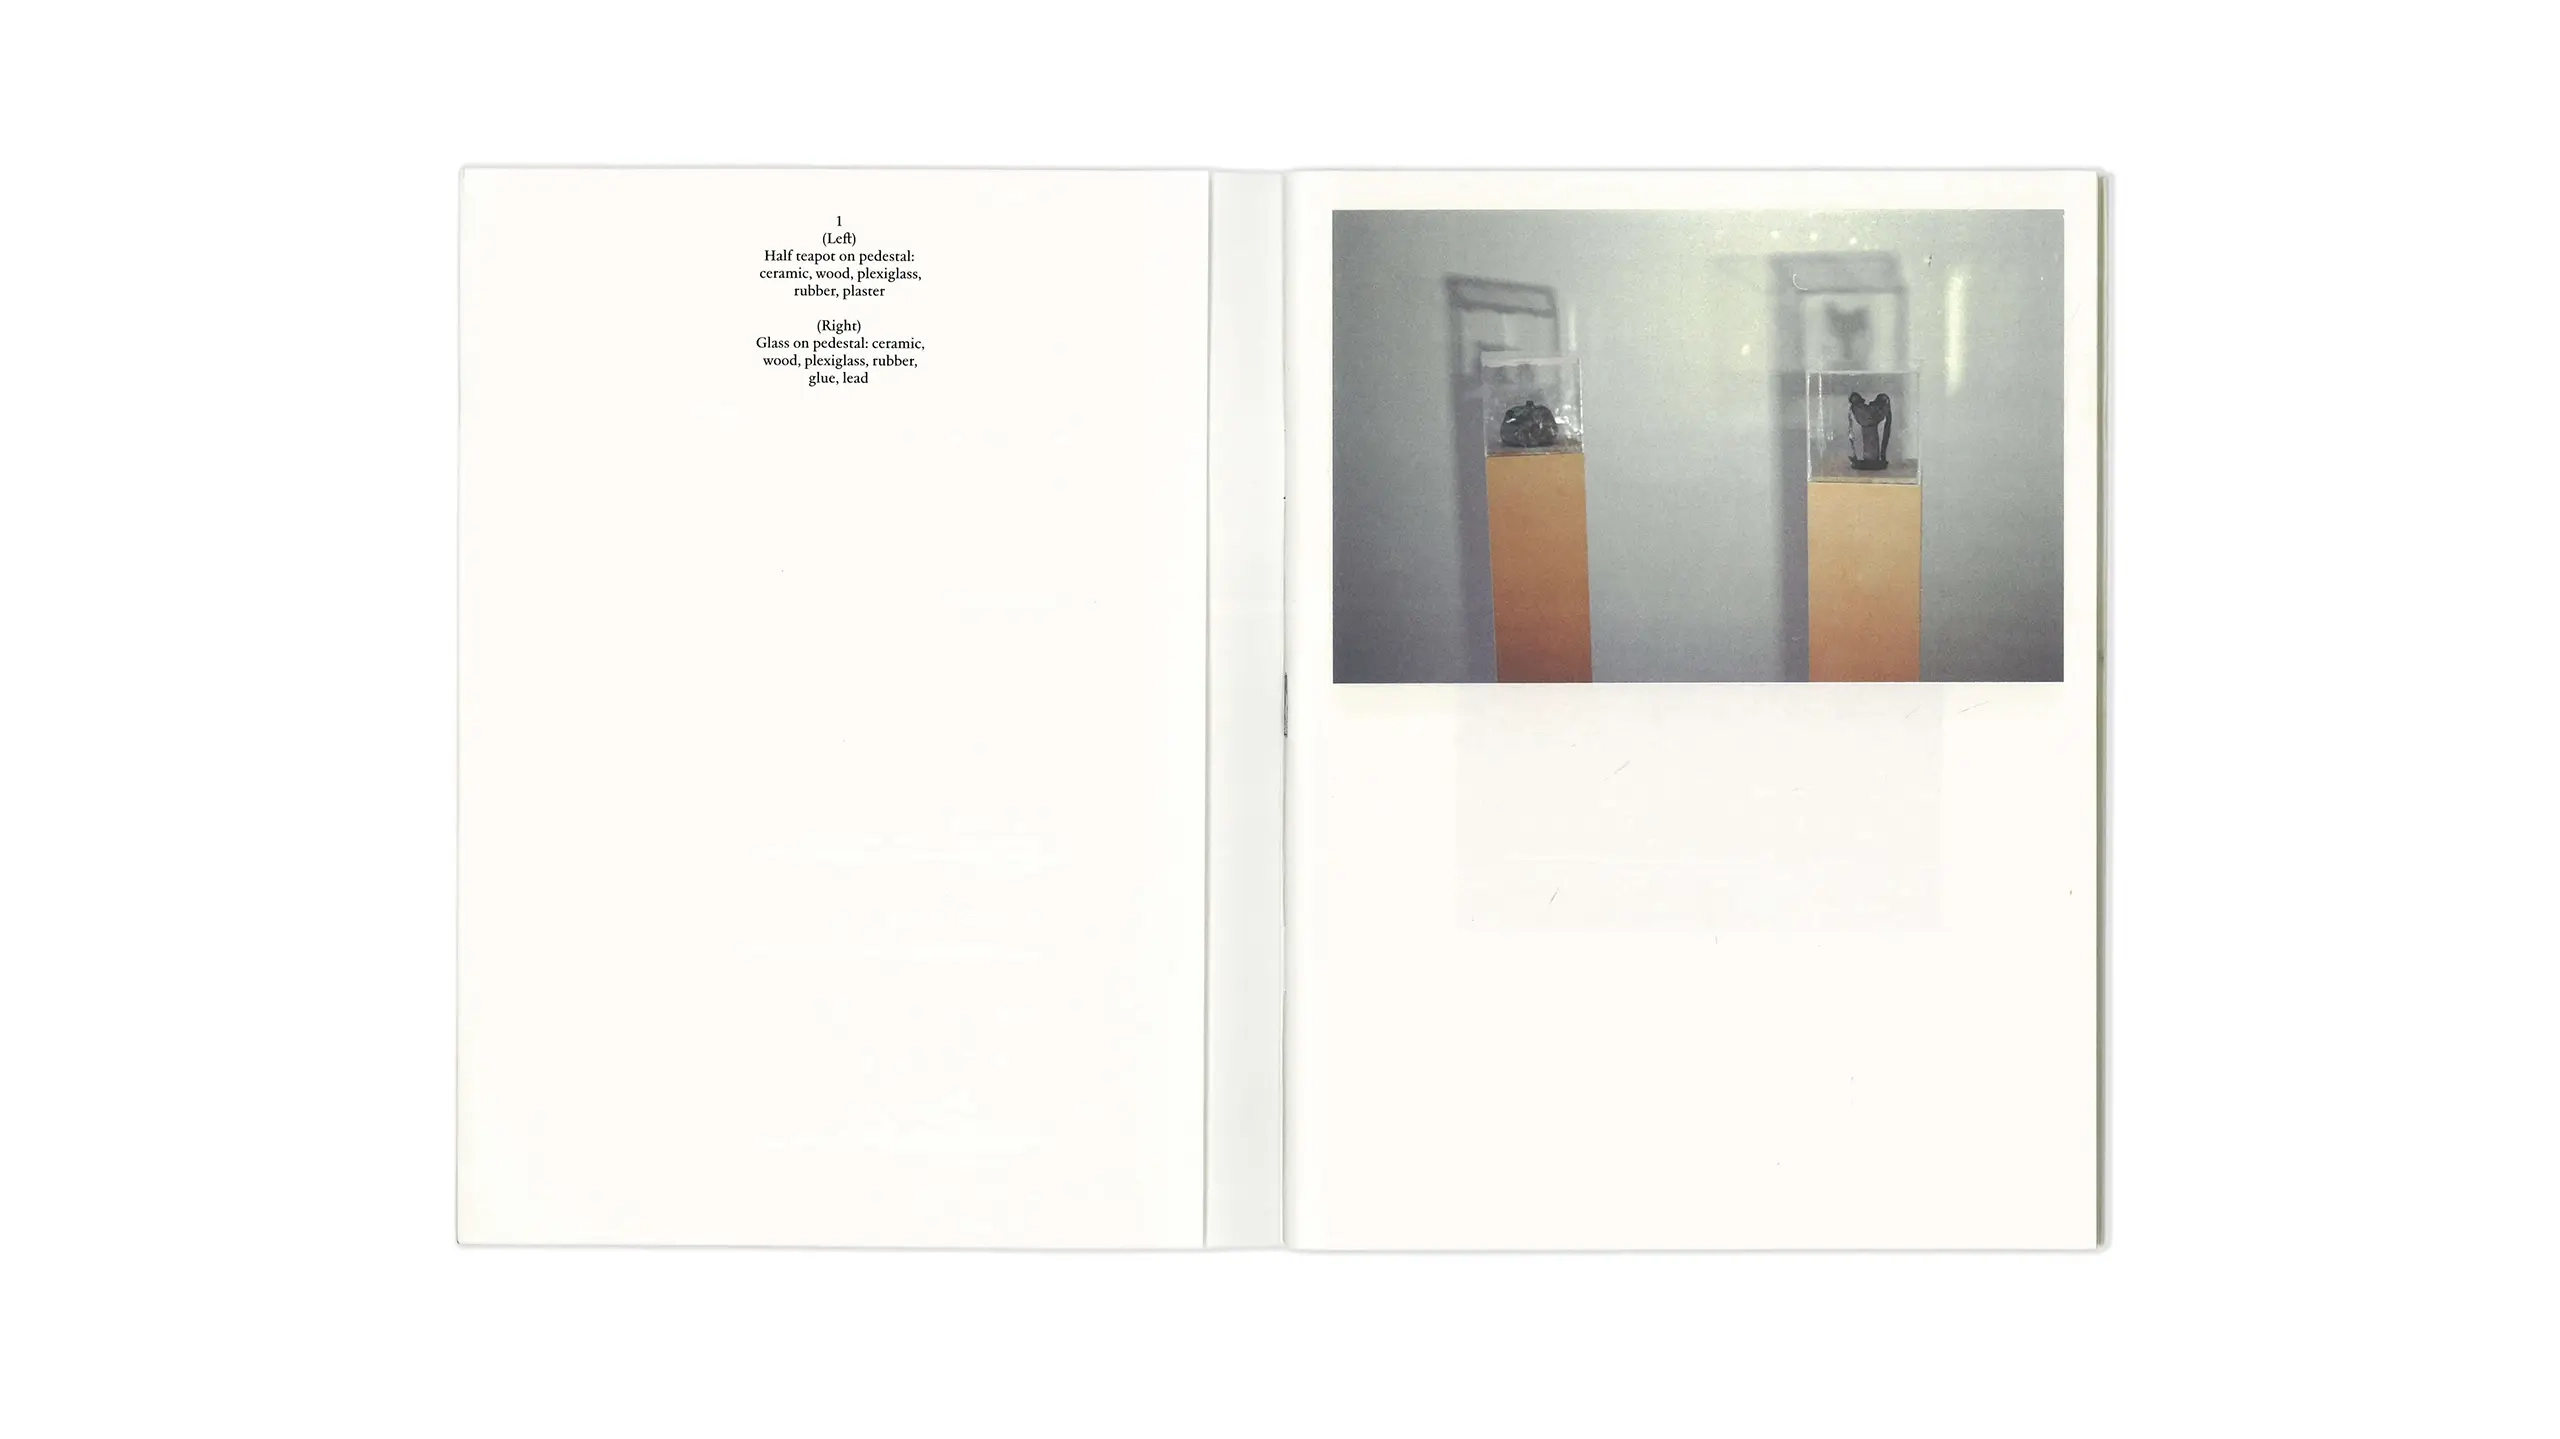 1
(Left)
Half teapot on pedestal:
ceramic, wood, plexiglass,
rubber, plaster
(Right)
Glass on pedestal: ceramic,
wood, plexiglass, rubber,
glue, lead